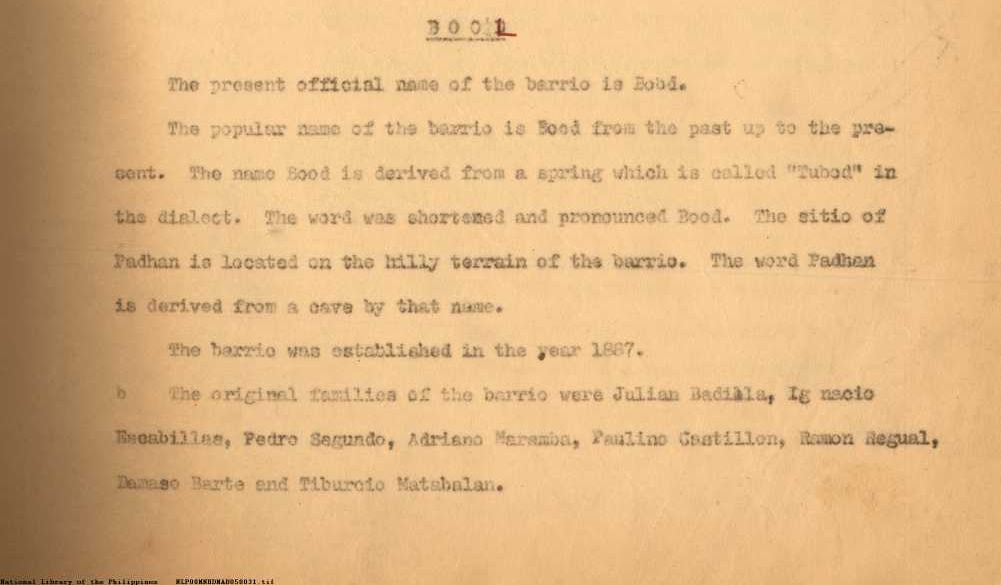 BOOD
The present official name of the barrio is Bood.
The popular name of the barrio is Bood from the past up to the pre-
sent. The name Bood is derived from a spring which is called "Tubod" in
the dialect. The word was shortened and pronounced Bood. The sitio of
Padhan is located on the hilly terrain of the barrio. The word Padhan
is derived from a cave by that name.
The barrio was established in the year 1887.
b The original families of the barrio were Julian Badilla, Ig nacio
Escabillas, Pedro Segundo, Adriano Maramba, Paulino Castillon, Ramon Regual,
Damaso Barte and Tiburcio Matabalan.
National Library of the Philippines